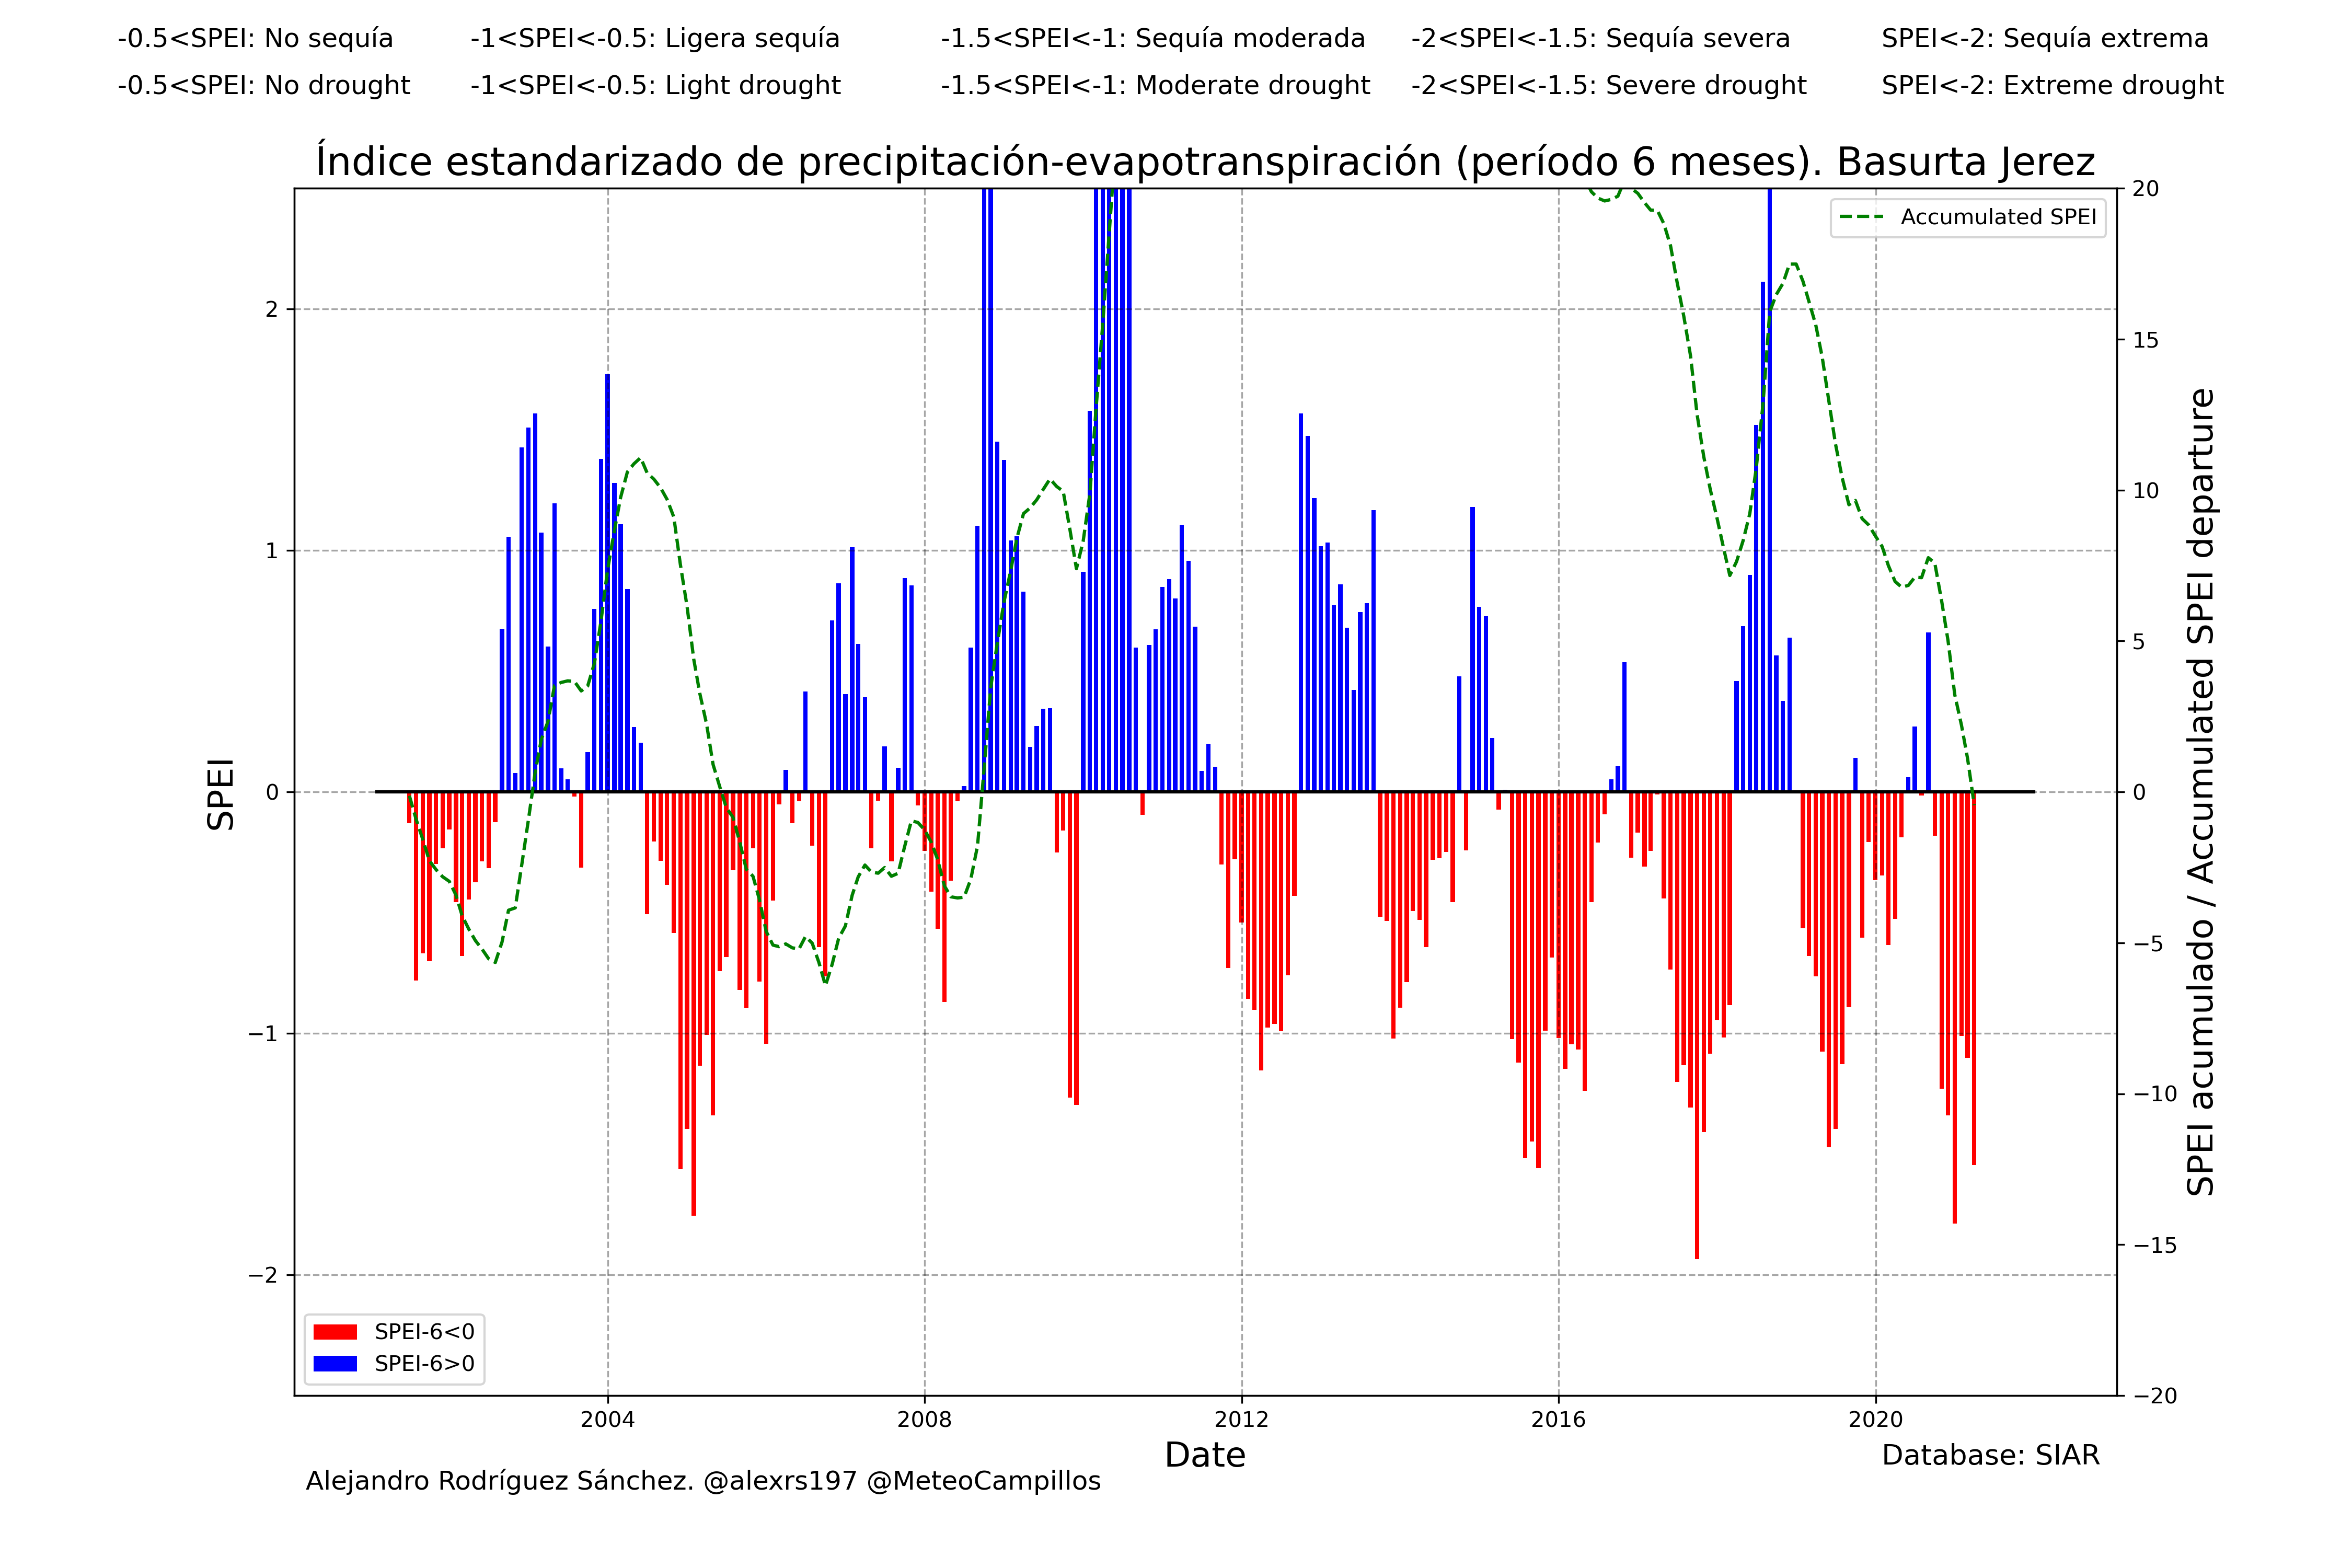 -0.5<SPEI: No sequía -1<SPEI<-0.5: Ligera sequía -1.5<SPEI<-1: Sequía moderada -2<SPEI<-1.5: Sequía severa SPEI<-2: Sequía extrema
-0.5<SPEI: No drought -1<SPEI<-0.5: Light drought -1.5<SPEI<-1: Moderate drought -2<SPEI<-1.5: Severe drought SPEI<-2: Extreme drought
Índice estandarizado de precipitación-evapotranspiración (período 6 meses). Basurta Jerez
Accumulated SPEI
SPEI
2
1
0
−1
−2
20
15
10
5
0
−5
−10
−15
−20
SPEI acumulado / Accumulated SPEI departure
SPEI-6<0
SPEI-6>0
2004 2008 2012 2016 2020
Date
Database: SIAR
Alejandro Rodríguez Sánchez. @alexrs197 @MeteoCampillos